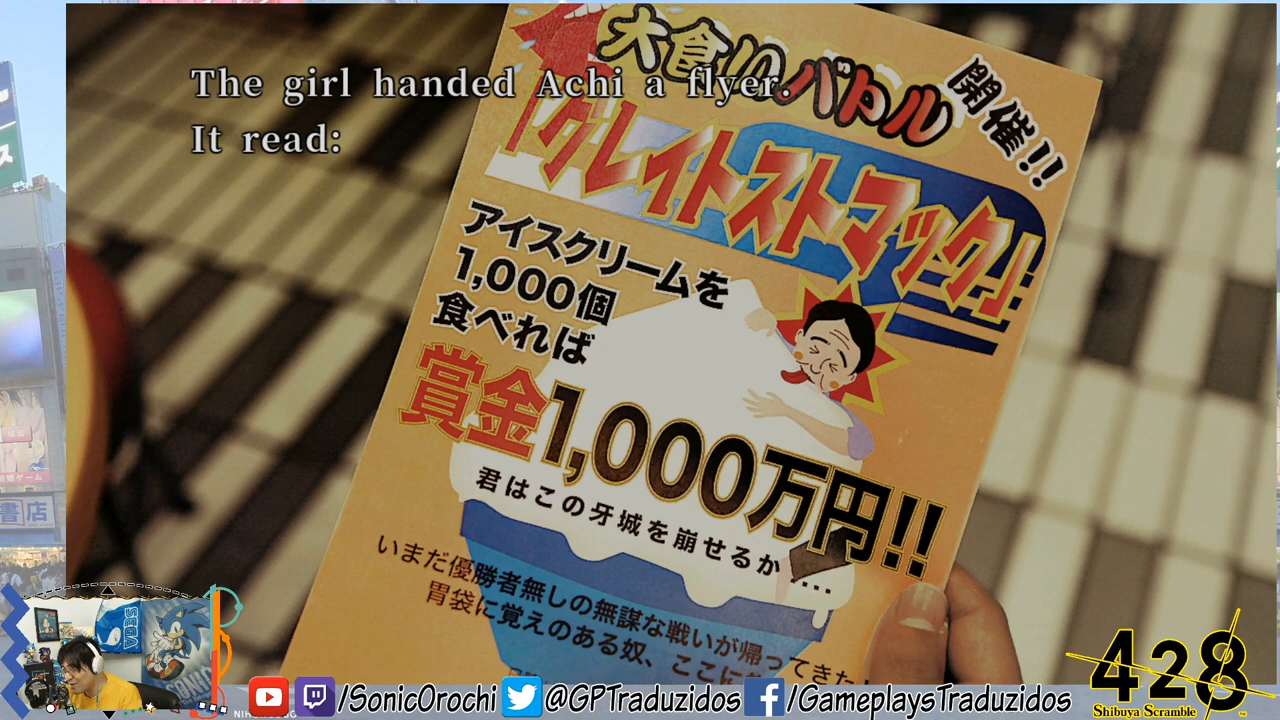 The girl handed Achi a flyer.
It read:
大食いバトル
開催!!
「グレイトストマック」
アイスクリームを
1,000個
食べれば
賞金1,000万円!!
君はこの牙城を崩せるか....
いまだ優勝者無しの無謀な戦いが帰ってきた
胃袋に覚えのある奴、ここに
書店
SEGA
SONIC
/SonicOrochi
@GPTraduzidos
/GameplaysTraduzidos
428
Shibuya Scramble